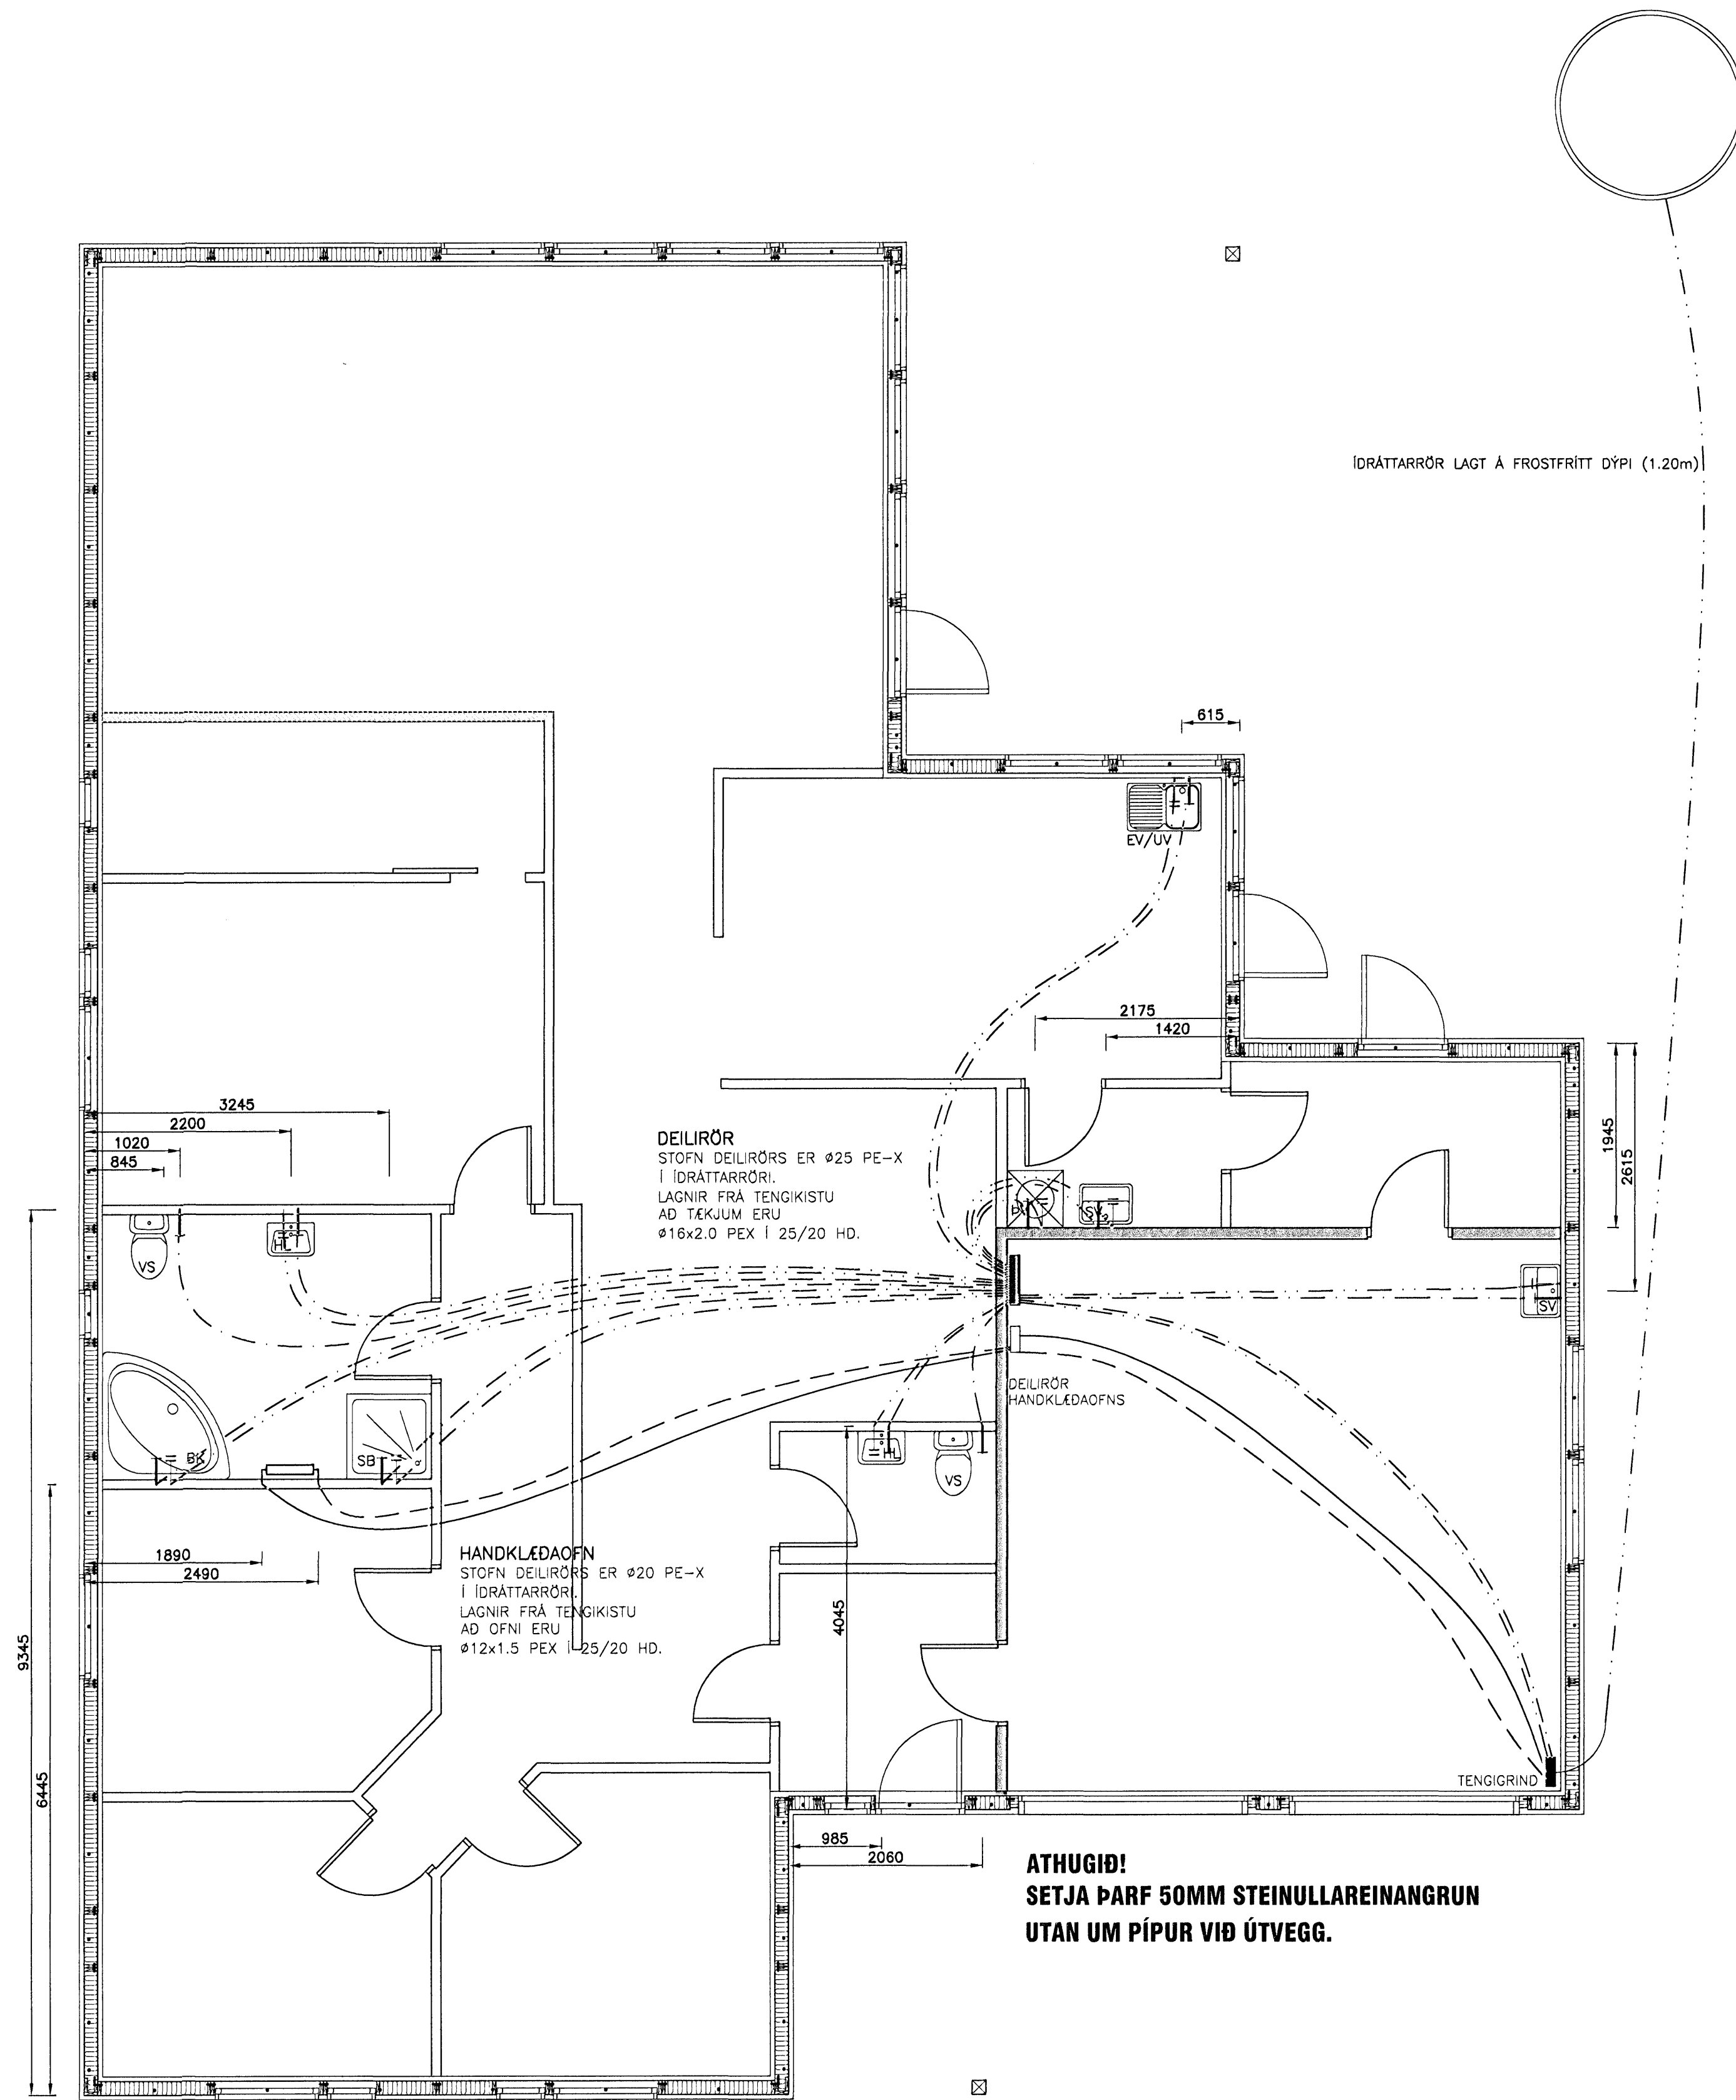 ÍDRÁTTARRÖR LAGT Á FROSTFRÍTT DÝPI (1.20m)
615
EV/UV
2175
1420
1945
2615
3245
2200
1020
845
DEILIRÖR
STOFN DEILIRÖRS ER ø25 PE-X
Í ÍDRÁTTARRÖRI.
LAGNIR FRÁ TENGIKISTU
AÐ TÆKJUM ERU
ø16x2.0 PEX Í 25/20 HD.
SV
HL
VS
SV
DEILIRÖR
HANDKLÆÐAOFNS
BK
SB
HL
VS
1890
2490
HANDKLÆÐAOFN
STOFN DEILIRÖRS ER ø20 PE-X
Í ÍDRÁTTARRÖRI.
LAGNIR FRÁ TENGIKISTU
AÐ OFNI ERU
ø12x1.5 PEX Í 25/20 HD.
4045
9345
6445
TENGIGRIND
985
2060
ATHUGIÐ!
SETJA ÞARF 50MM STEINULLAREINANGRUN
UTAN UM PÍPUR VIÐ ÚTVEGG.